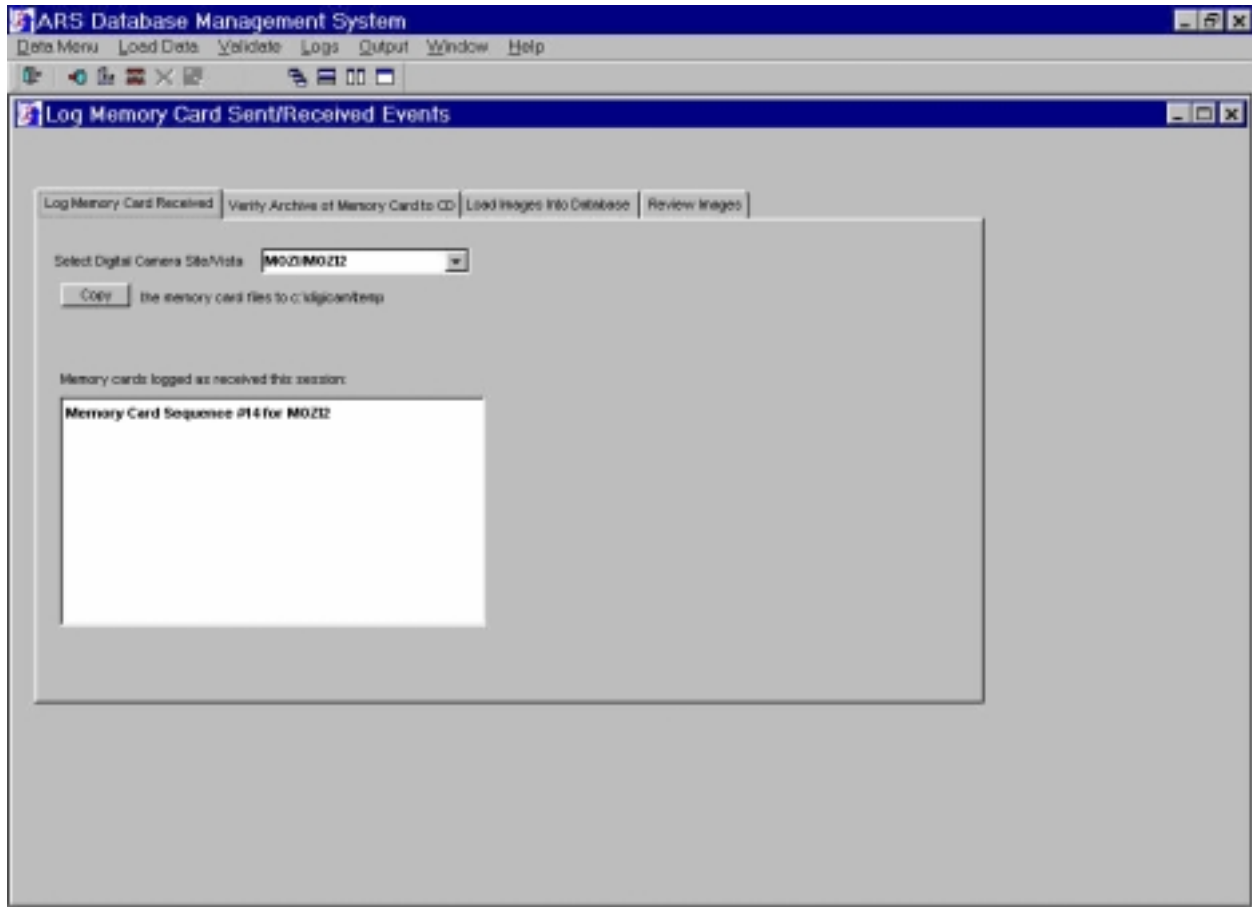 ARS Database Management System
Data Menu Load Data Validate Logs Output Window Help
Log Memory Card Sent/Received Events
Log Memory Card Received Verify Archive of Memory Card to CD Load Images Into Database Review Images
Select Digital Camera Site/Vista MOZI/MOZI2
Copy the memory card files to c:\digicam\temp
Memory cards logged as received this session:
Memory Card Sequence #14 for MOZI2